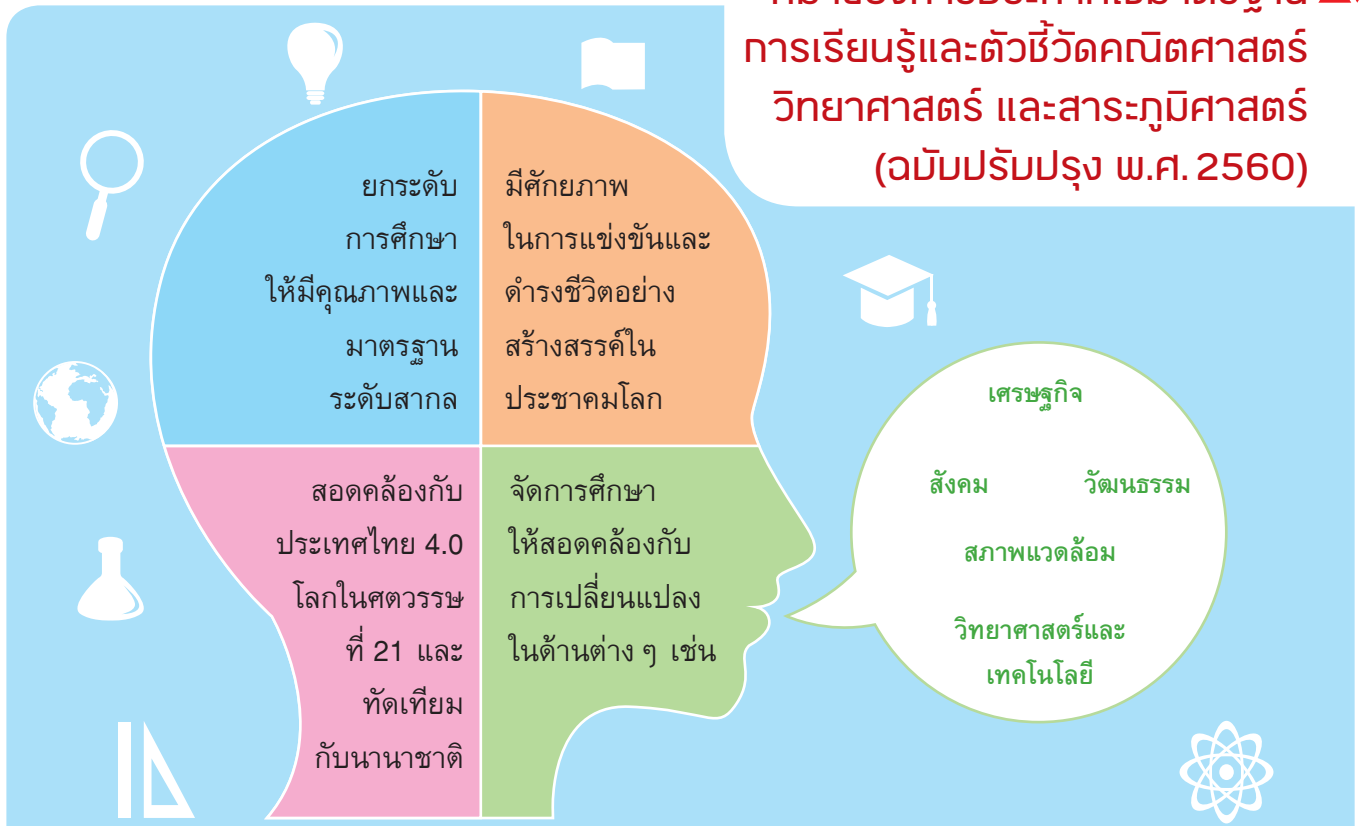 การเรียนรู้และตัวชี้วัดคณิตศาสตร์
วิทยาศาสตร์ และสาระภูมิศาสตร์
(ฉบับปรับปรุง พ.ศ. 2560)
ยกระดับ
การศึกษา
ให้มีคุณภาพและ
มาตรฐาน
ระดับสากล
มีศักยภาพ
ในการแข่งขันและ
ดำรงชีวิตอย่าง
สร้างสรรค์ใน
ประชาคมโลก
สอดคล้องกับ
ประเทศไทย 4.0
โลกในศตวรรษ
ที่ 21 และ
ทัดเทียม
กับนานาชาติ
จัดการศึกษา
ให้สอดคล้องกับ
การเปลี่ยนแปลง
ในด้านต่าง ๆ เช่น
เศรษฐกิจ
สังคม วัฒนธรรม
สภาพแวดล้อม
วิทยาศาสตร์และ
เทคโนโลยี